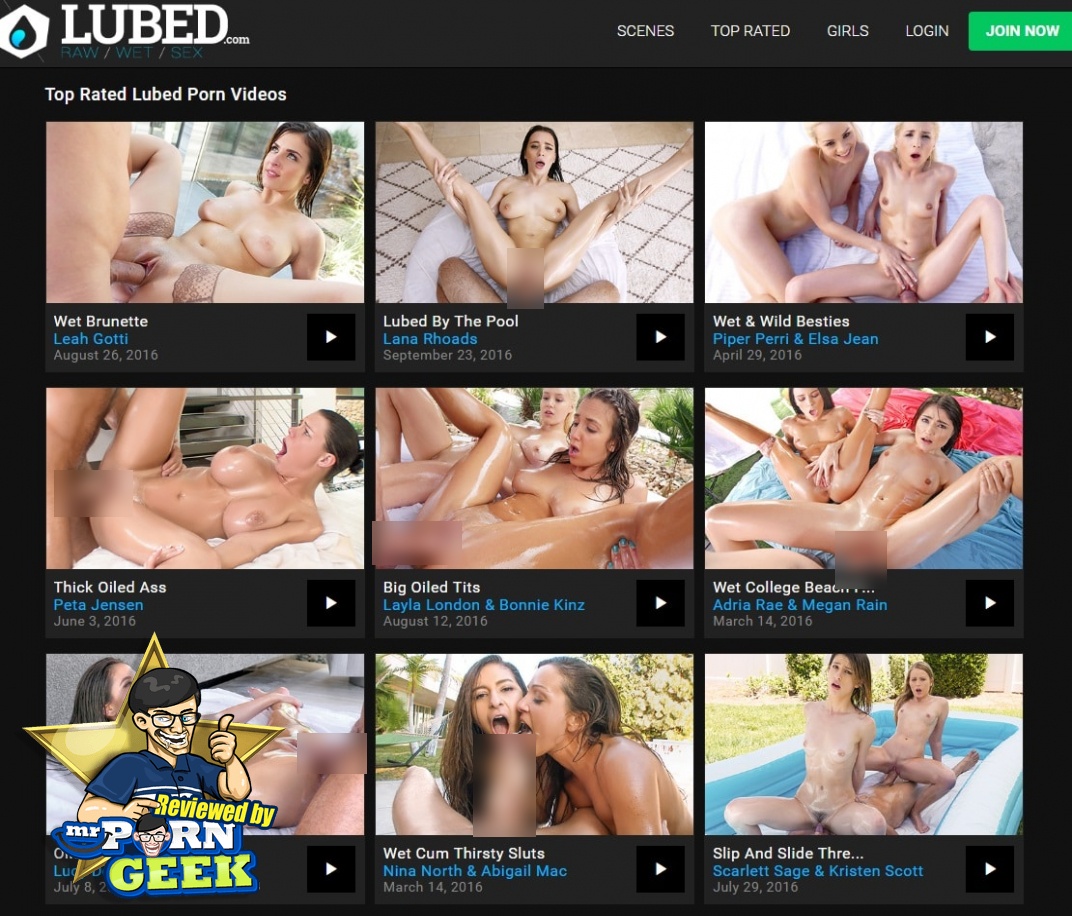 LUBED.com
RAW / WET / SEX
SCENES TOP RATED GIRLS LOGIN JOIN NOW
Top Rated Lubed Porn Videos
Wet Brunette
Leah Gotti
August 26, 2016
Lubed By The Pool
Lana Rhoads
September 23, 2016
Wet & Wild Besties
Piper Perri & Elsa Jean
April 29, 2016
Thick Oiled Ass
Peta Jensen
June 3, 2016
Big Oiled Tits
Layla London & Bonnie Kinz
August 12, 2016
Wet College Beach
Adria Rae & Megan Rain
March 14, 2016
July 8, 2
Reviewed by
mr PORN
GEEK
Wet Cum Thirsty Sluts
Nina North & Abigail Mac
March 14, 2016
Slip And Slide Thre...
Scarlett Sage & Kristen Scott
July 29, 2016